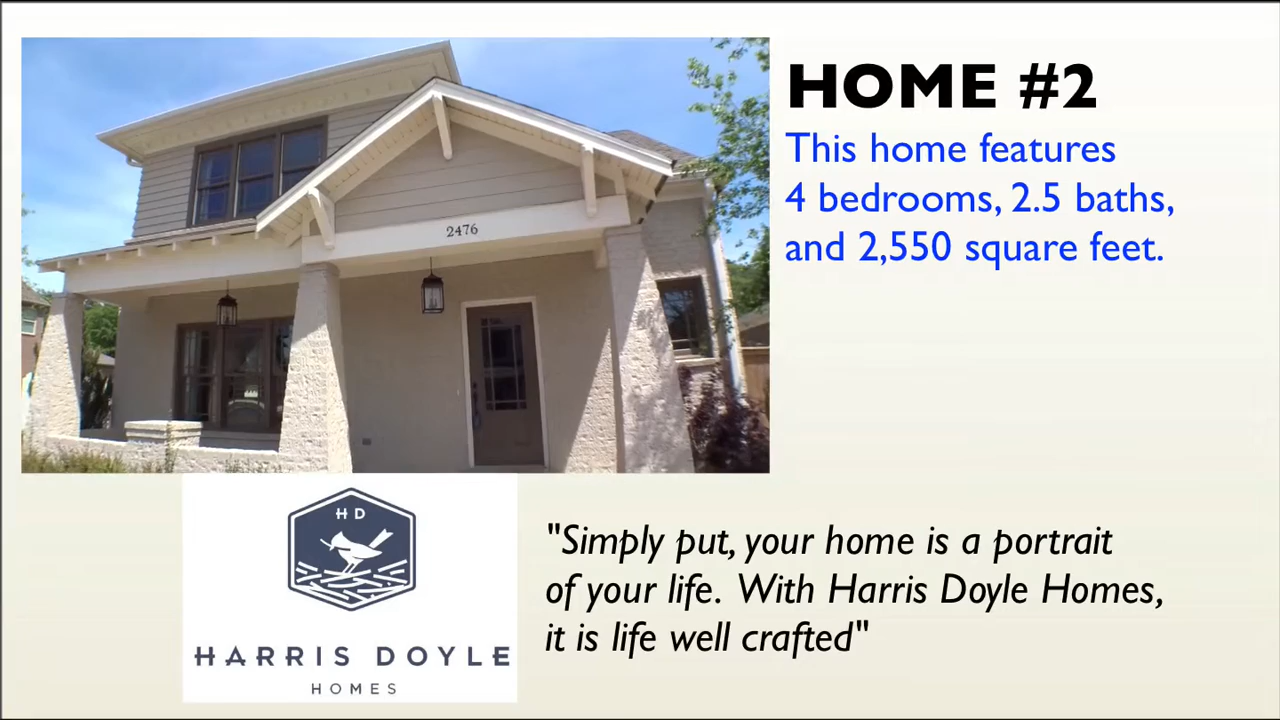 HOME #2
This home features
4 bedrooms, 2.5 baths,
and 2,550 square feet.
2476
H D
HARRIS DOYLE
HOMES
"Simply put, your home is a portrait
of your life. With Harris Doyle Homes,
it is life well crafted"